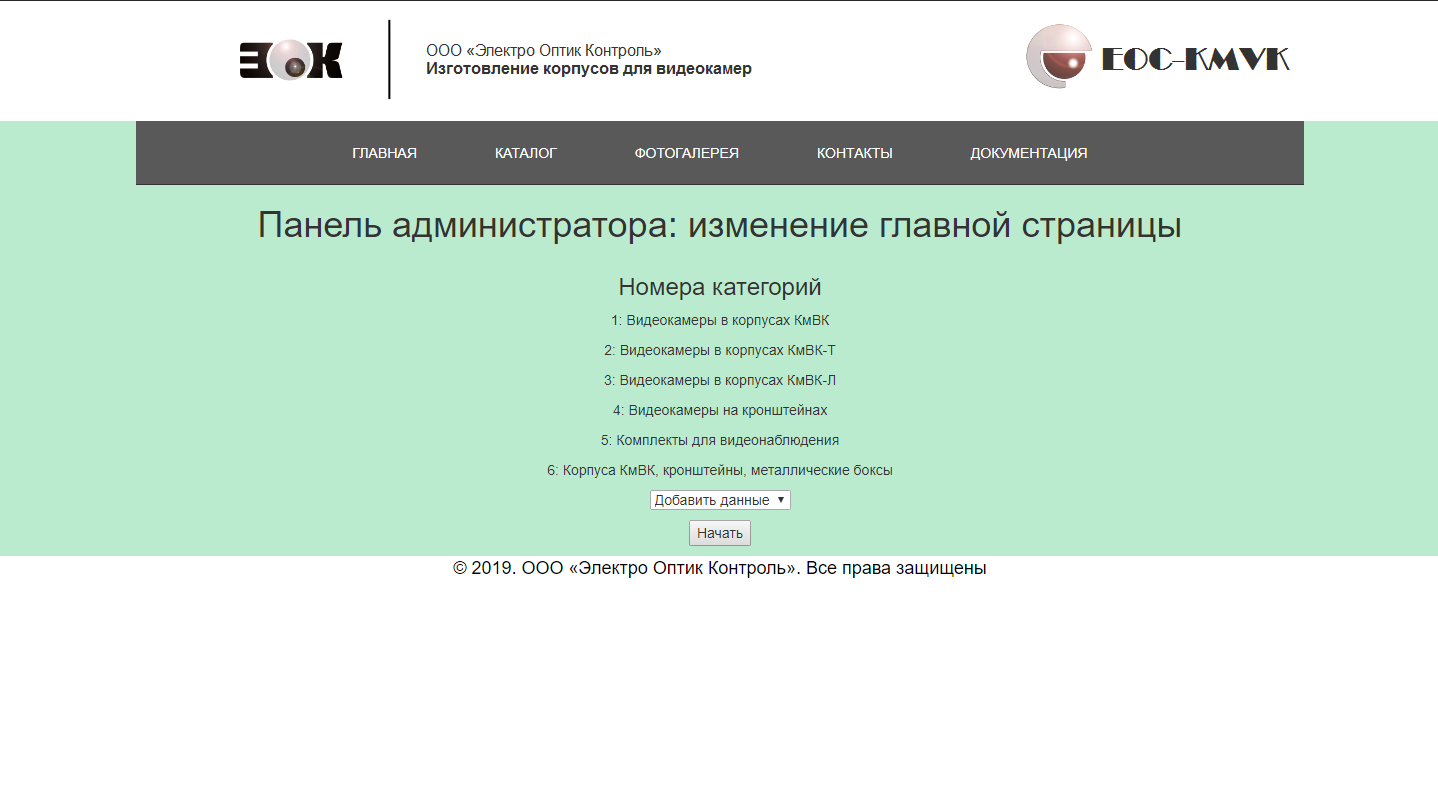 ЭОК
ООО «Электро Оптик Контроль»
Изготовление корпусов для видеокамер
EOC-KMVK
ГЛАВНАЯ КАТАЛОГ ФОТОГАЛЕРЕЯ КОНТАКТЫ ДОКУМЕНТАЦИЯ
Панель администратора: изменение главной страницы
Номера категорий
1: Видеокамеры в корпусах КмВК
2: Видеокамеры в корпусах КмВК-Т
3: Видеокамеры в корпусах КмВК-Л
4: Видеокамеры на кронштейнах
5: Комплекты для видеонаблюдения
6: Корпуса КмВК, кронштейны, металлические боксы
Добавить данные
Начать
© 2019. ООО «Электро Оптик Контроль». Все права защищены